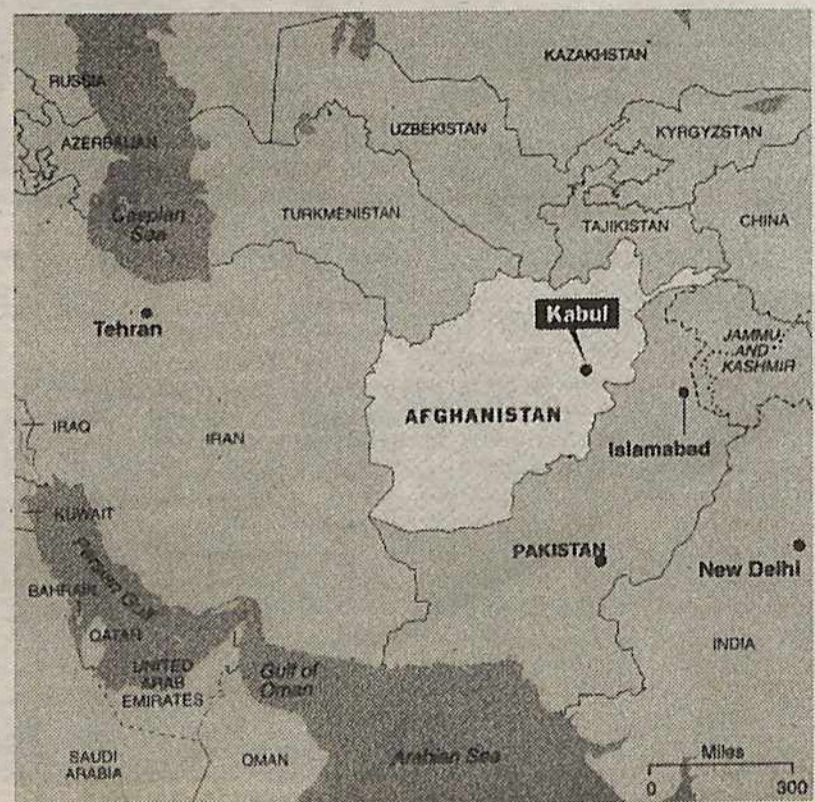 KAZAKHSTAN
RUSSIA
UZBEKISTAN
KYRGYZSTAN
AZERBAIJAN
Caspian
Sea
TURKMENISTAN
TAJIKISTAN
CHINA
Tehran
Kabul
JAMMU
AND
KASHMIR
AFGHANISTAN
IRAQ
IRAN
Islamabad
KUWAIT
Persian Gulf
PAKISTAN
New Delhi
BAHRAIN
QATAR
UNITED
ARAB
EMIRATES
Gulf of
Oman
INDIA
SAUDI
ARABIA
OMAN
Arabian Sea
Miles
0 300